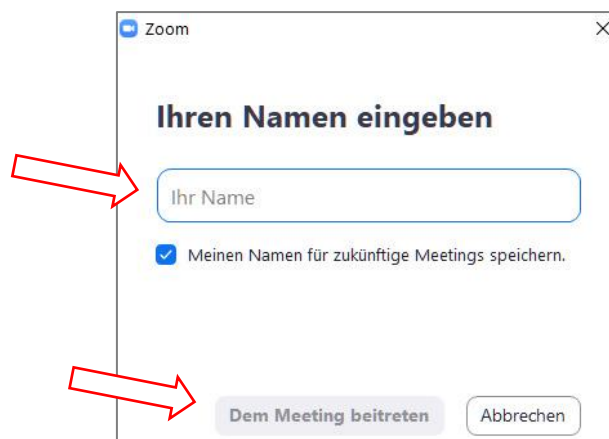 Zoom
Ihren Namen eingeben
Ihr Name
Meinen Namen für zukünftige Meetings speichern.
Dem Meeting beitreten Abbrechen